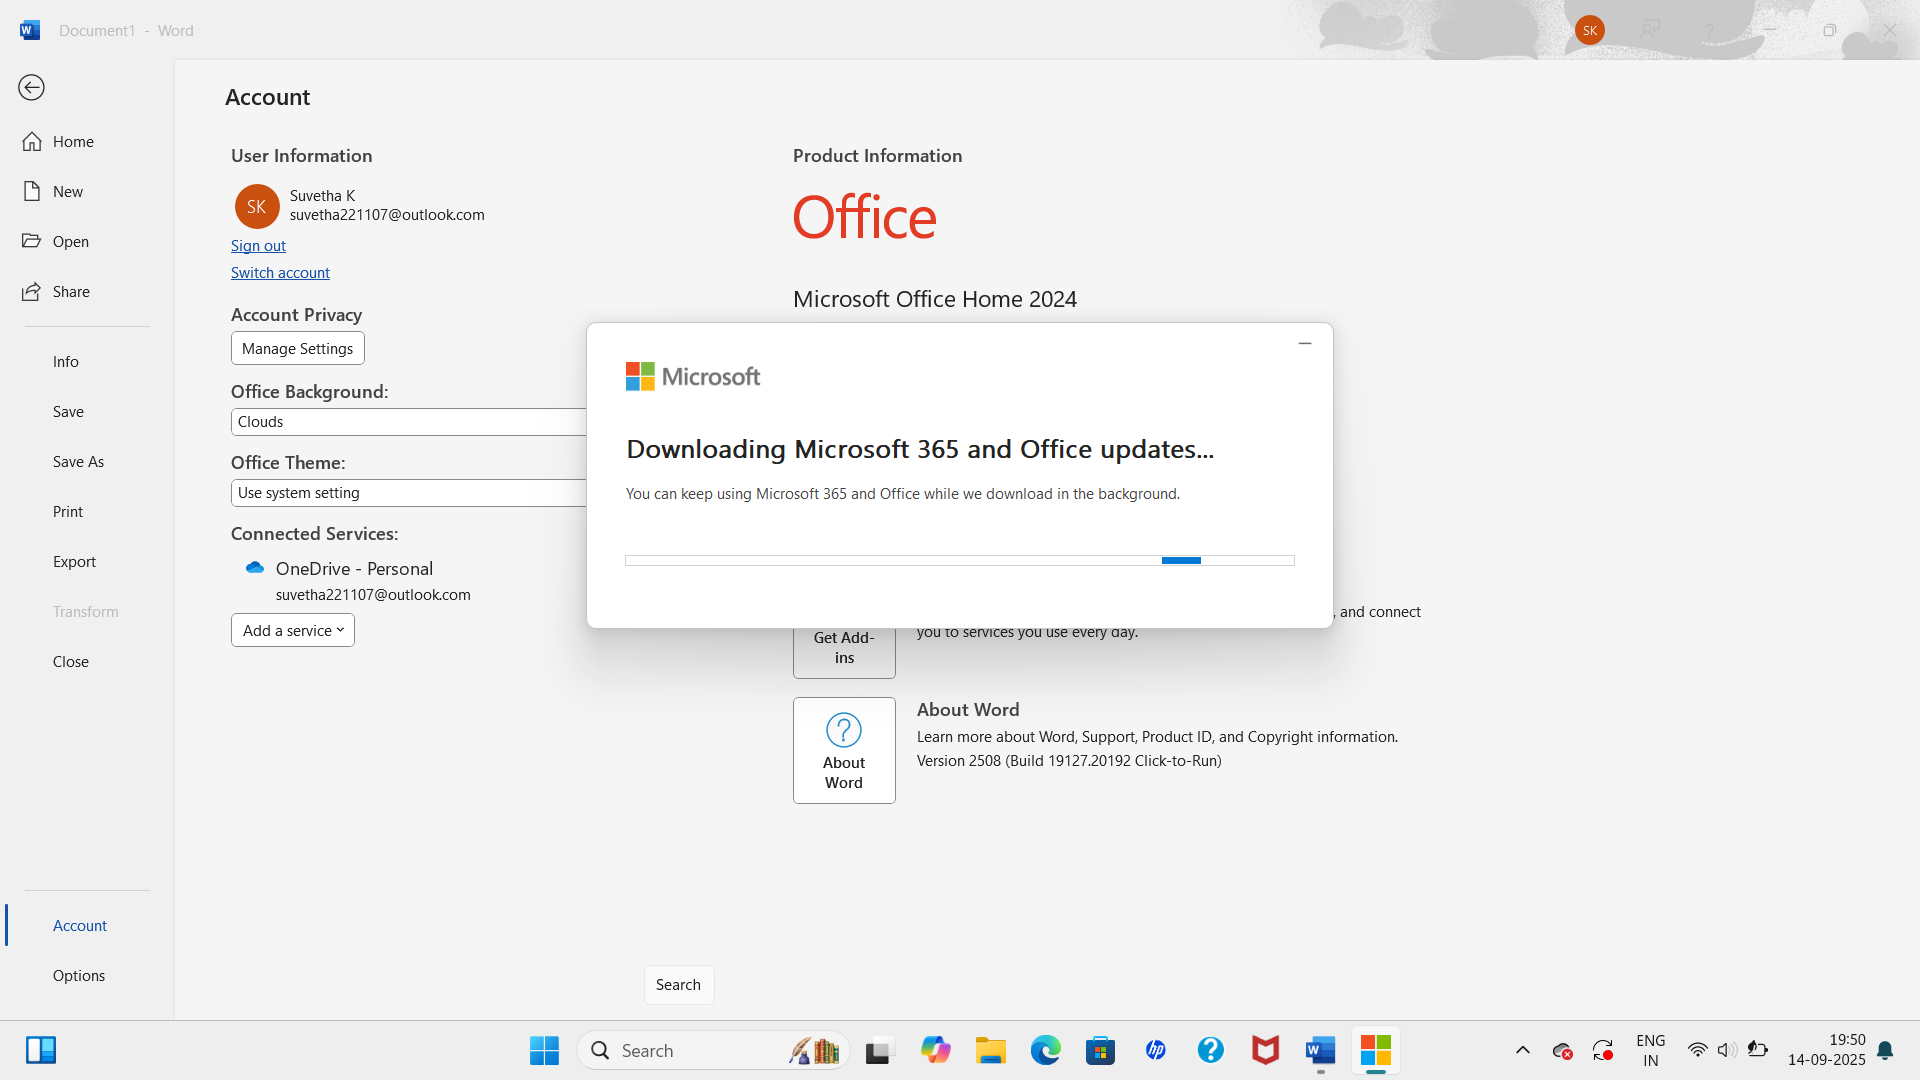 Document1 - Word
SK
Account
Home
New
Open
Share
Info
Save
Save As
Print
Export
Transform
Close
Account
Options
User Information
SK
Suvetha K
suvetha221107@outlook.com
Sign out
Switch account
Account Privacy
Manage Settings
Office Background:
Clouds
Office Theme:
Use system setting
Connected Services:
OneDrive - Personal
suvetha221107@outlook.com
Add a service
Product Information
Office
Microsoft Office Home 2024
Microsoft
Downloading Microsoft 365 and Office updates...
You can keep using Microsoft 365 and Office while we download in the background.
, and connect
you to services you use every day.
Get Add-
ins
About
Word
About Word
Learn more about Word, Support, Product ID, and Copyright information.
Version 2508 (Build 19127.20192 Click-to-Run)
Search
Search
ENG
IN
19:50
14-09-2025